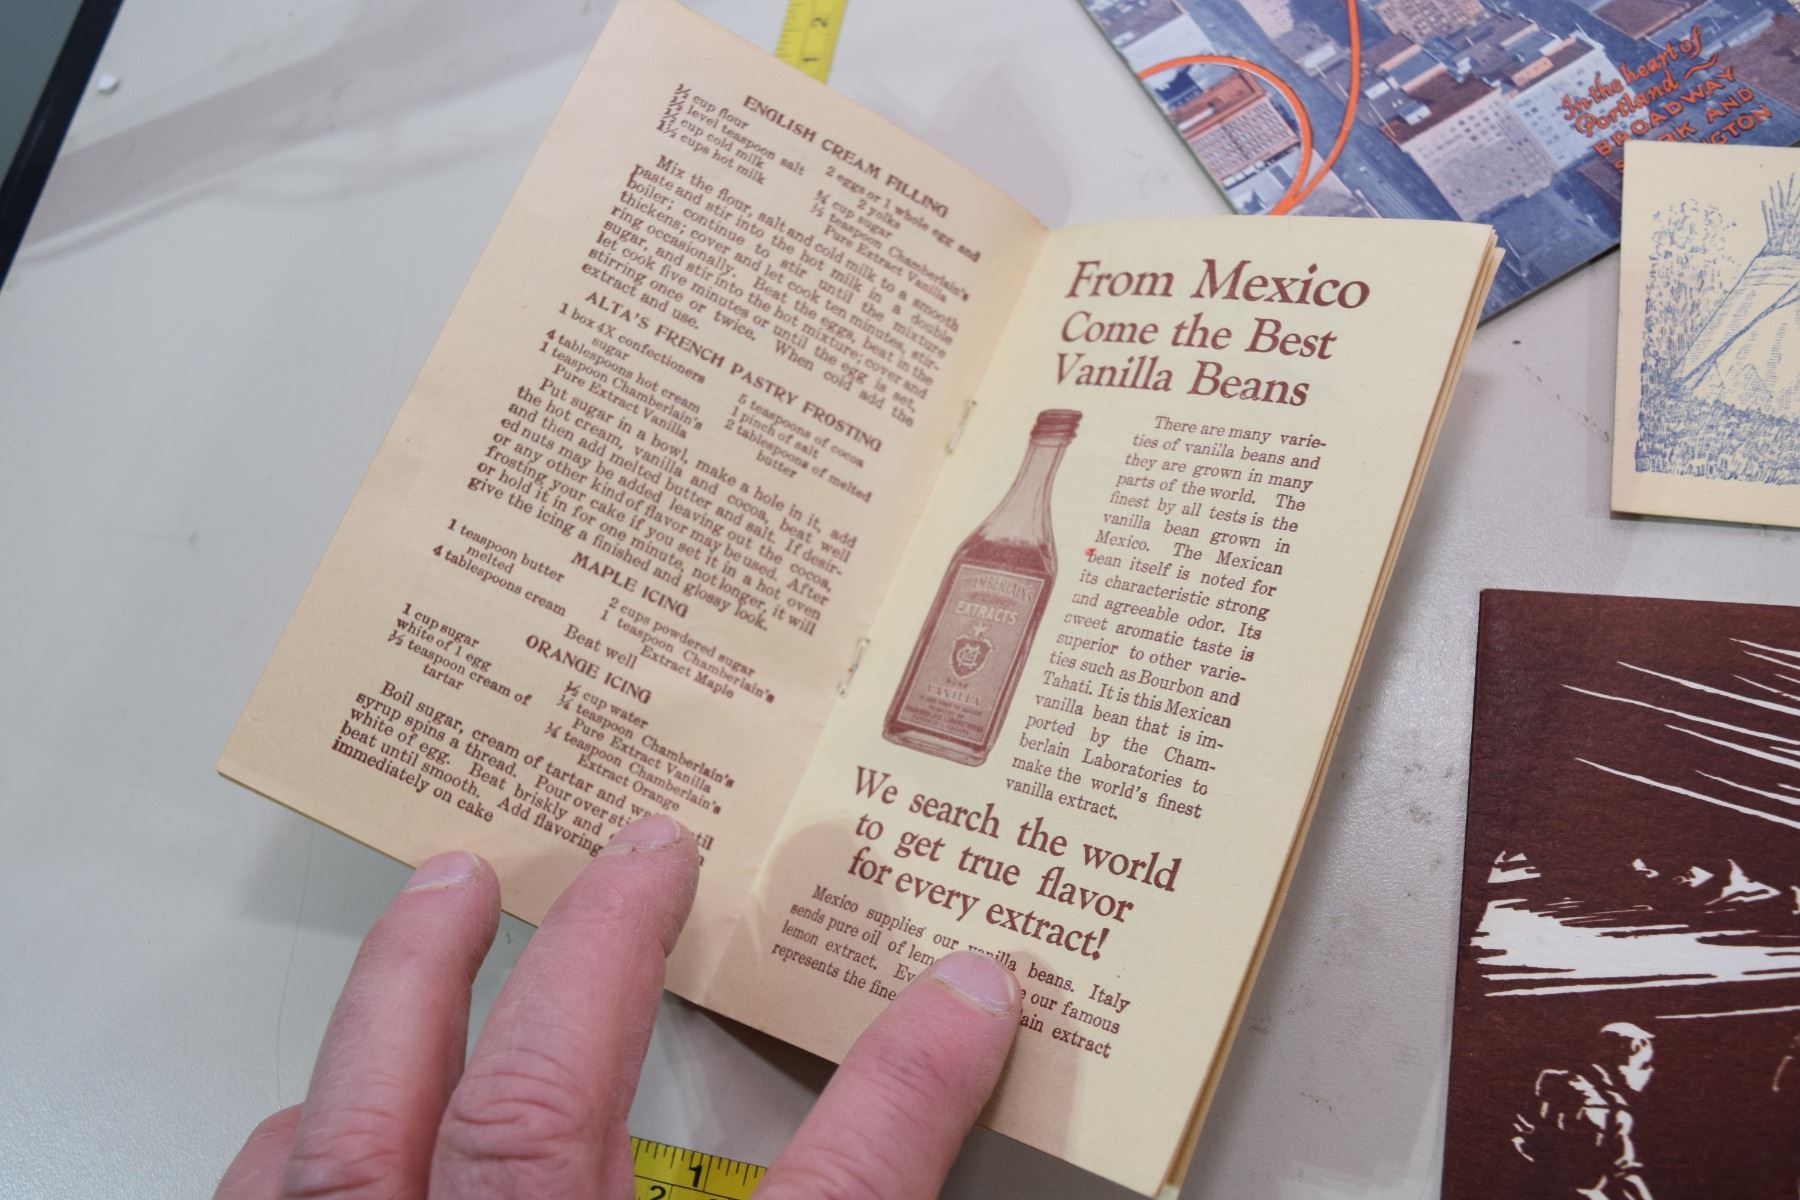 ENGLISH CREAM FILLING
½ cup flour
½ level teaspoon salt
½ cup cold milk
1½ cups hot milk
2 eggs or 1 whole egg and
2 yolks
¼ cup sugar
½ teaspoon Chamberlain's
Pure Extract Vanilla
Mix the flour, salt and cold milk to a smooth
paste and stir into the hot milk in a double
boiler; continue to stir until the mixture
thickens; cover and let cook ten minutes, stir-
ring occasionally. Beat the eggs, beat in the
sugar, and stir into the hot mixture; cover and
let cook five minutes or until the egg is set,
stirring once or twice. When cold add the
extract and use.
ALTA'S FRENCH PASTRY FROSTING
1 box 4X confectioners
sugar
4 tablespoons hot cream
1 teaspoon Chamberlain's
Pure Extract Vanilla
5 teaspoons of cocoa
1 pinch of salt
2 tablespoons of melted
butter
Put sugar in a bowl, make a hole in it, add
the hot cream, vanilla and cocoa, beat well
and then add melted butter and salt. If desir-
ed nuts may be added leaving out the cocoa,
or any other kind of flavor may be used. After
frosting your cake if you set it in a hot oven
or hold it in for one minute, not longer, it will
give the icing a finished and glossy look.
MAPLE ICING
1 teaspoon butter
melted
4 tablespoons cream
2 cups powdered sugar
1 teaspoon Chamberlain's
Extract Maple
Beat well
ORANGE ICING
1 cup sugar
white of 1 egg
½ teaspoon cream of
tartar
½ cup water
¼ teaspoon Chamberlain's
Pure Extract Vanilla
¼ teaspoon Chamberlain's
Extract Orange
Boil sugar, cream of tartar and
syrup spins a thread. Pour over
white of egg. Beat briskly and
beat until smooth. Add flavoring
immediately on cake
From Mexico
Come the Best
Vanilla Beans
There are many varie-
ties of vanilla beans and
they are grown in many
parts of the world. The
finest by all tests is the
vanilla bean grown in
Mexico. The Mexican
bean itself is noted for
its characteristic strong
and agreeable odor. Its
sweet aromatic taste is
superior to other varie-
ties such as Bourbon and
Tahati. It is this Mexican
vanilla bean that is im-
ported by the Cham-
berlain Laboratories to
make the world's finest
vanilla extract.
CHAMBERLAIN'S
EXTRACTS
VANILLA
We search the world
to get true flavor
for every extract!
Mexico supplies our vanilla beans. Italy
sends pure oil of our famous
lemon extract. extract
represents the
In the heart of
Portland
BROADWAY
AND
1
2
1
2